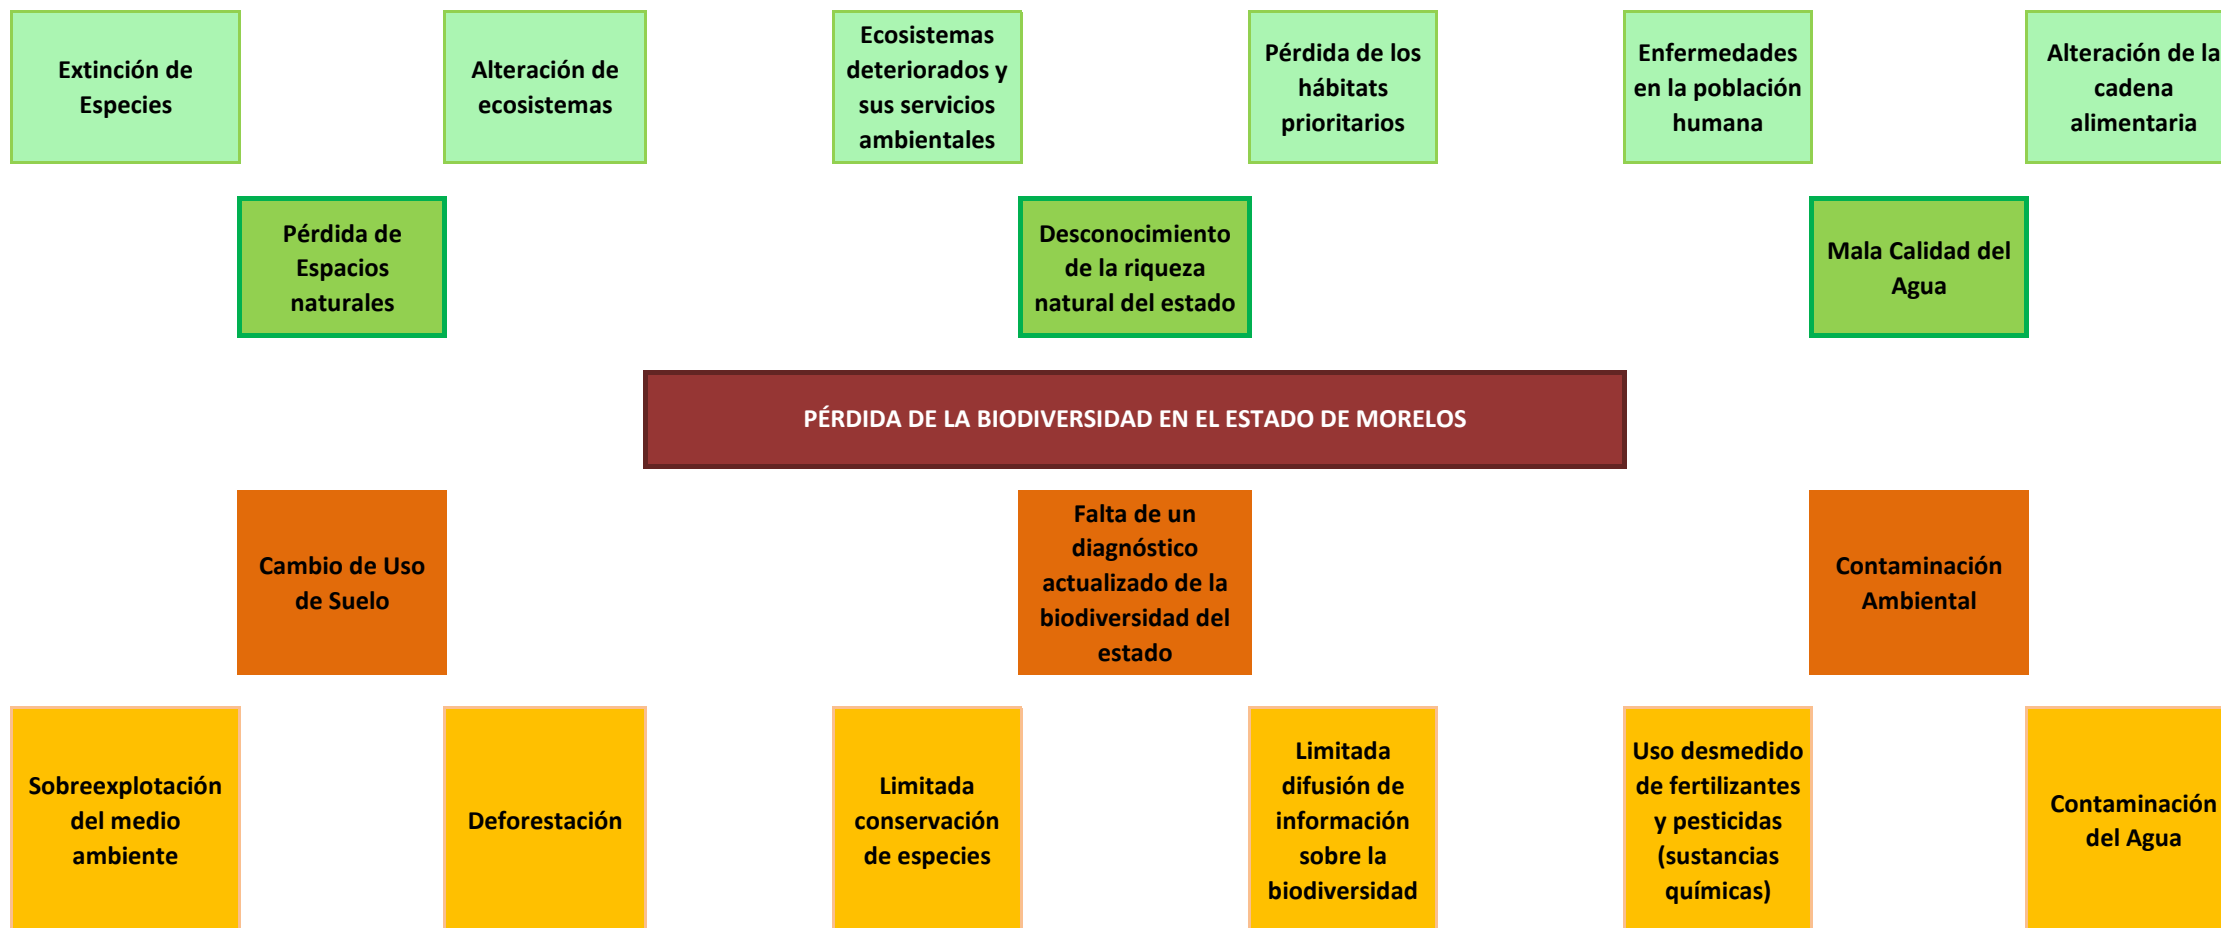 Extinción de
Especies
Alteración de
ecosistemas
Ecosistemas
deteriorados y
sus servicios
ambientales
Pérdida de los
hábitats
prioritarios
Enfermedades
en la población
humana
Alteración de la
cadena
alimentaria
Pérdida de
Espacios
naturales
Desconocimiento
de la riqueza
natural del estado
Mala Calidad del
Agua
PÉRDIDA DE LA BIODIVERSIDAD EN EL ESTADO DE MORELOS
Cambio de Uso
de Suelo
Falta de un
diagnóstico
actualizado de la
biodiversidad del
estado
Contaminación
Ambiental
Sobreexplotación
del medio
ambiente
Deforestación
Limitada
conservación
de especies
Limitada
difusión de
información
sobre la
biodiversidad
Uso desmedido
de fertilizantes
y pesticidas
(sustancias
químicas)
Contaminación
del Agua